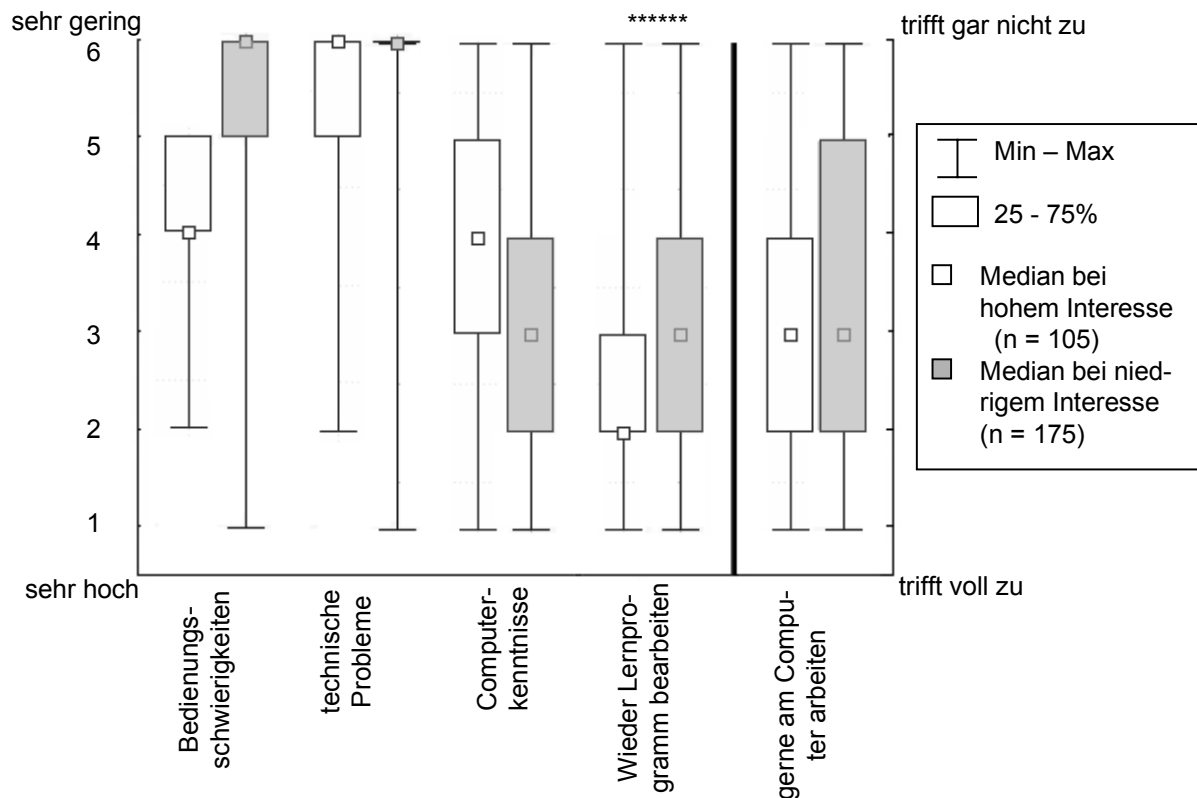 sehr gering
******
trifft gar nicht zu
6
5
4
3
2
1
sehr hoch
trifft voll zu
Min – Max
25 - 75%
Median bei
hohem Interesse
(n = 105)
Median bei nied-
rigem Interesse
(n = 175)
Bedienungs-
schwierigkeiten
technische
Probleme
Computer-
kenntnisse
Wieder Lernpro-
gramm bearbeiten
gerne am Compu-
ter arbeiten